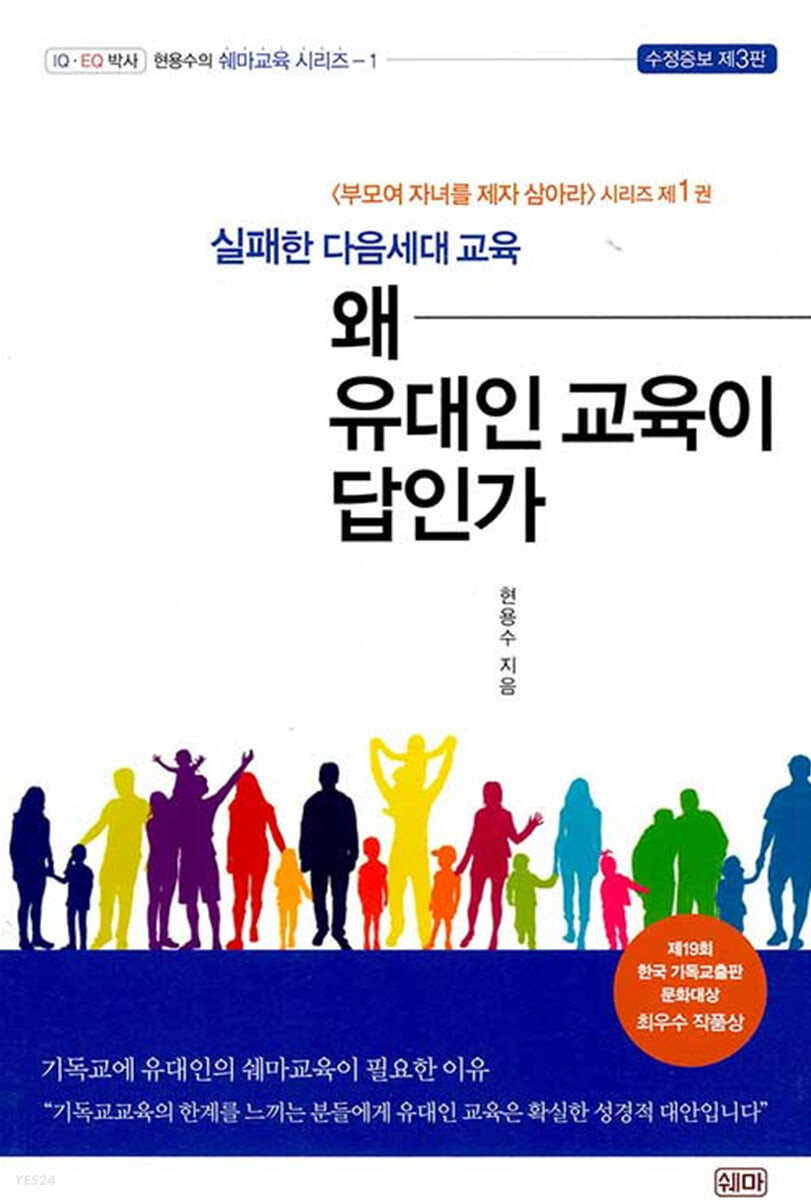 IQ · EQ 박사 현용수의 쉐마교육 시리즈 – 1
수정증보 제3판
〈부모여 자녀를 제자 삼아라〉 시리즈 제1권
실패한 다음세대 교육
왜
유대인 교육이
답인가
현용수 지음
제19회
한국 기독교출판
문화대상
최우수 작품상
기독교에 유대인의 쉐마교육이 필요한 이유
“기독교교육의 한계를 느끼는 분들에게 유대인 교육은 확실한 성경적 대안입니다”
YES24
쉐마